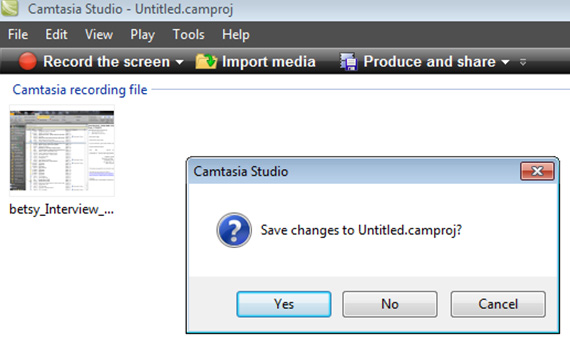 Camtasia Studio - Untitled.camproj
File Edit View Play Tools Help
Record the screen Import media Produce and share
Camtasia recording file
betsy_Interview_...
Camtasia Studio
Save changes to Untitled.camproj?
Yes No Cancel